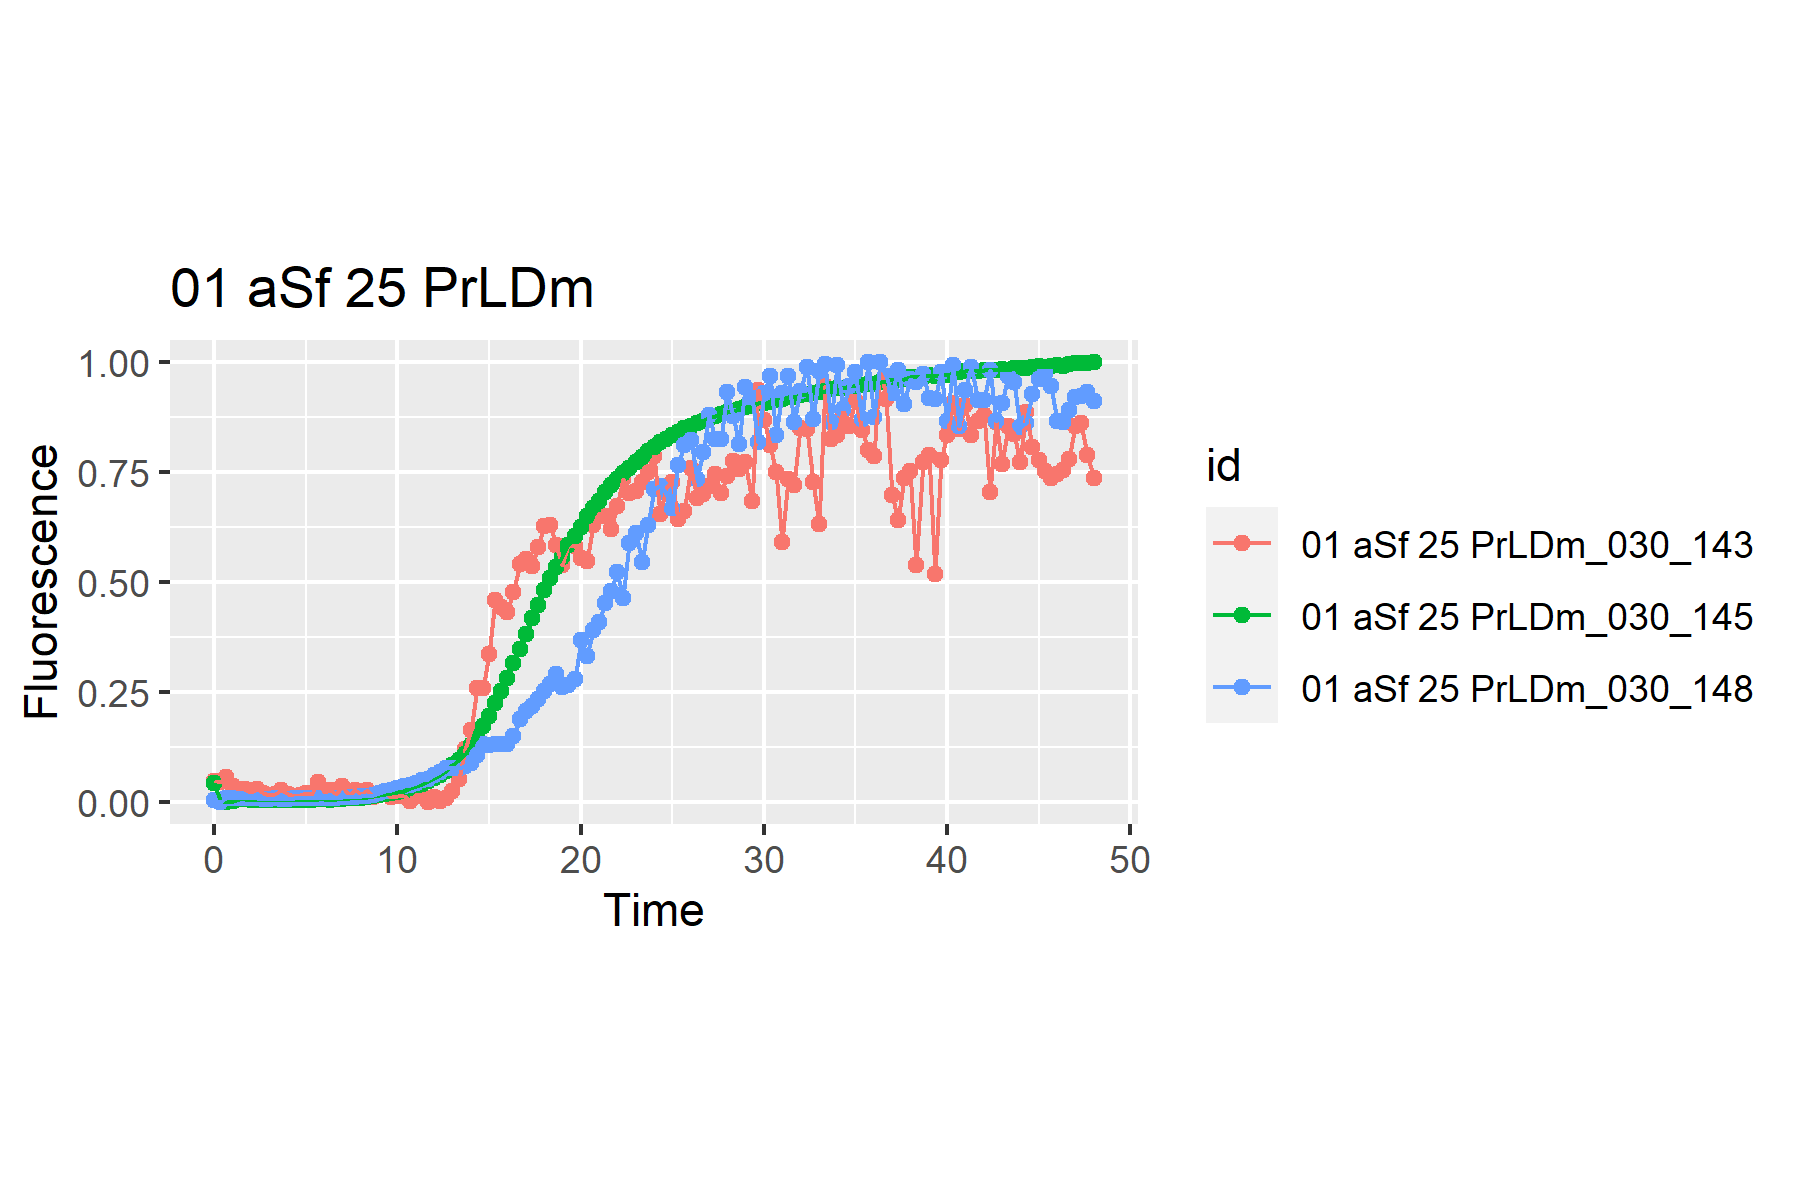 01 aSf 25 PrLDm
1.00
0.75
0.50
0.25
0.00
Fluorescence
0 10 20 30 40 50
Time
id
01 aSf 25 PrLDm_030_143
01 aSf 25 PrLDm_030_145
01 aSf 25 PrLDm_030_148